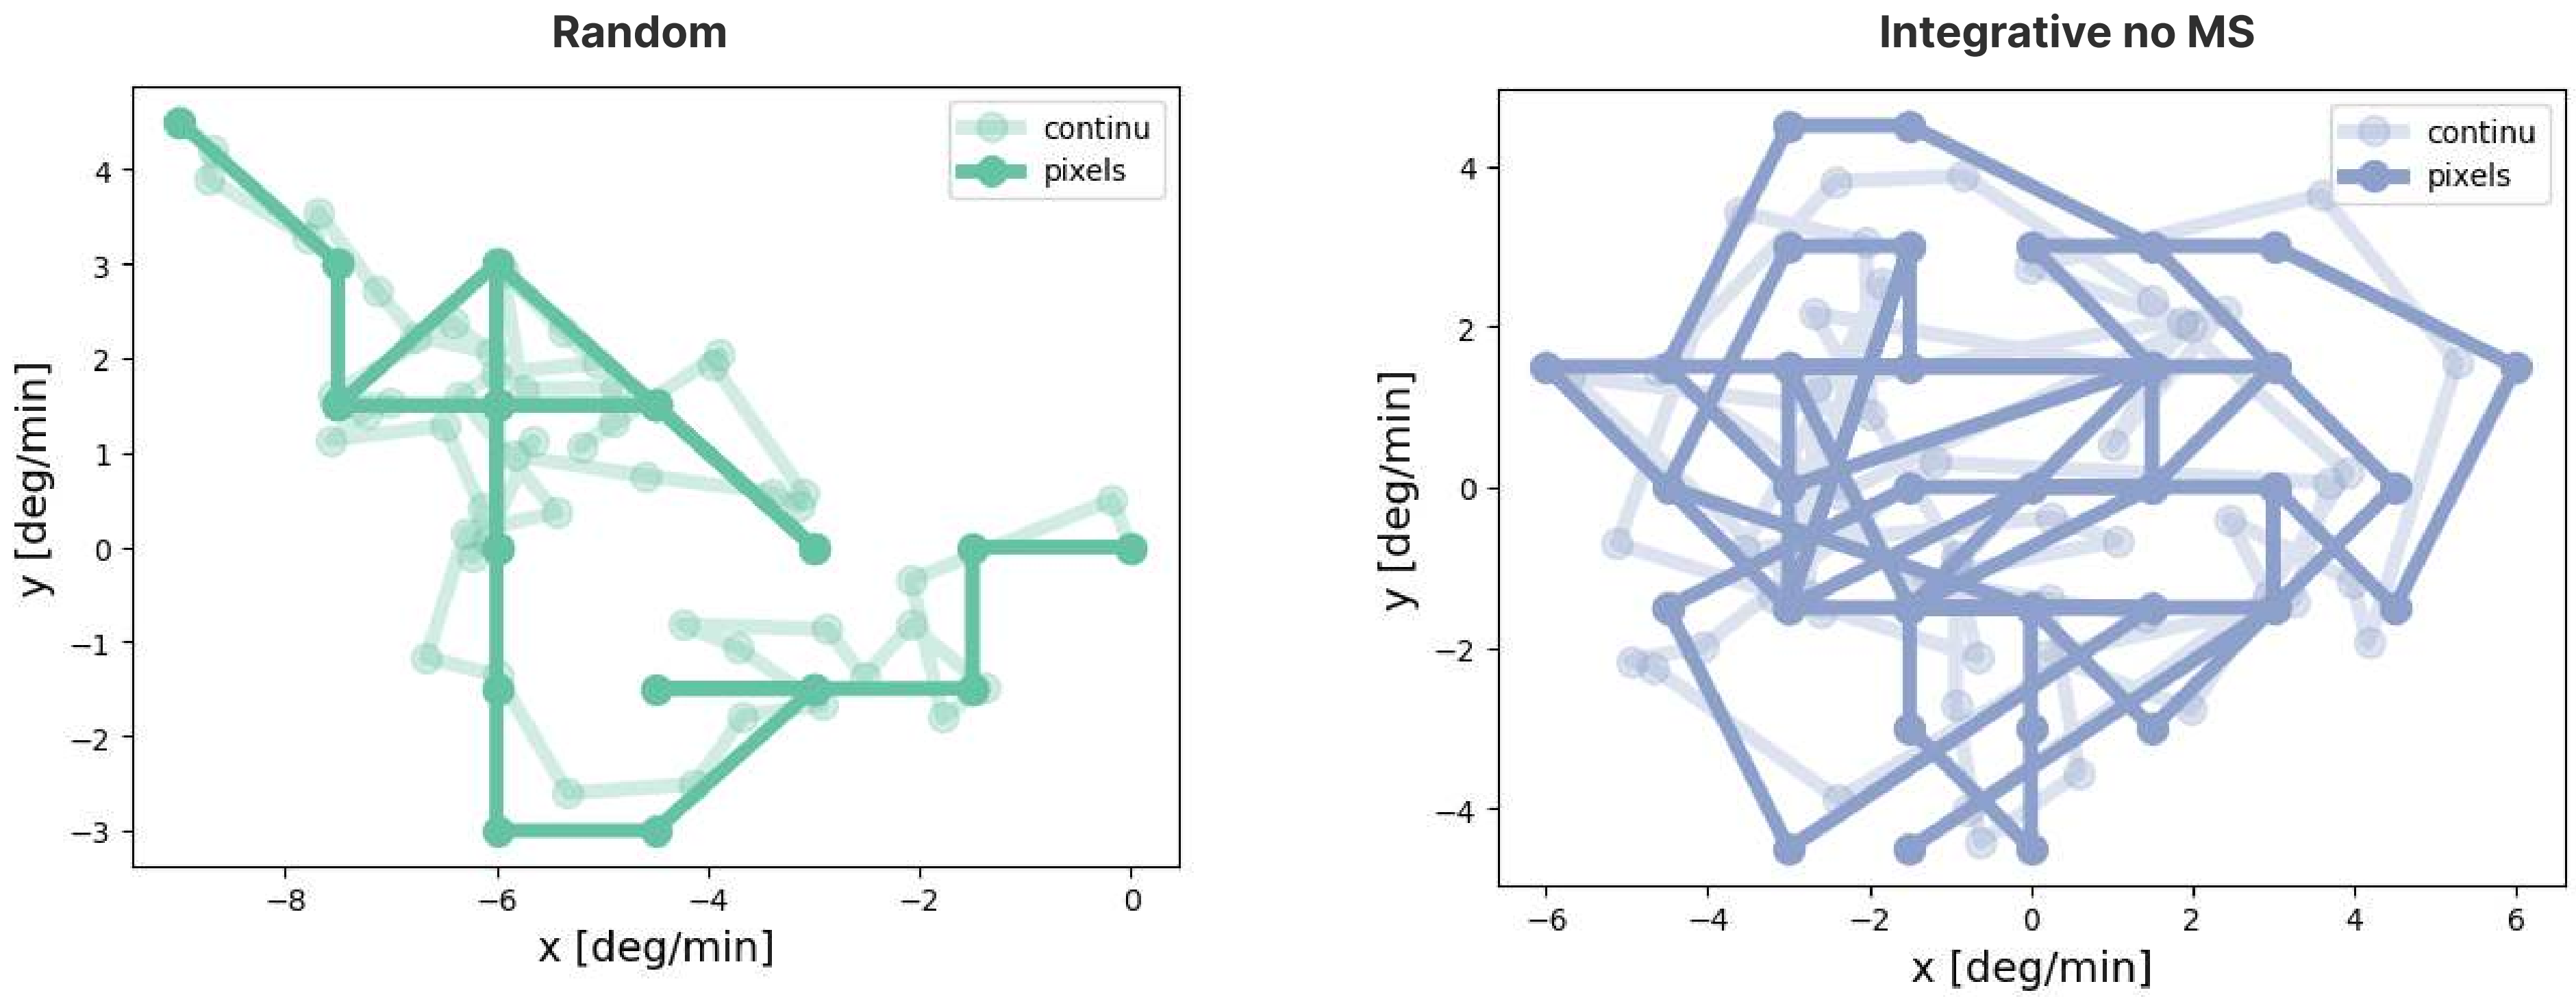 Random
Integrative no MS
continu
pixels
4
3
2
1
0
−1
−2
−3
y [deg/min]
−8
−6
−4
−2
0
x [deg/min]
continu
pixels
4
2
0
−2
−4
y [deg/min]
−6
−4
−2
0
2
4
6
x [deg/min]